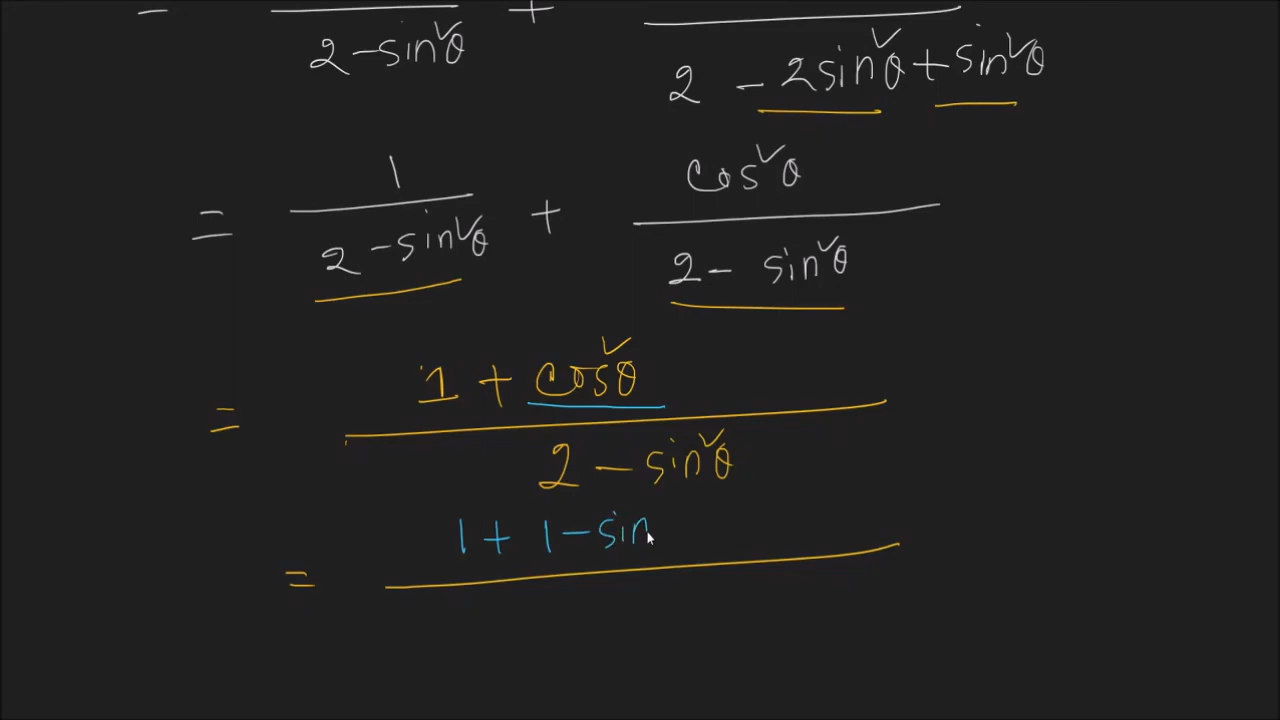 = 2 - sin²θ + 2 - 2sin²θ + sin²θ
= 1 / (2 - sin²θ) + cos²θ / (2 - sin²θ)
= (1 + cos²θ) / (2 - sin²θ)
= 1 + 1 - sin